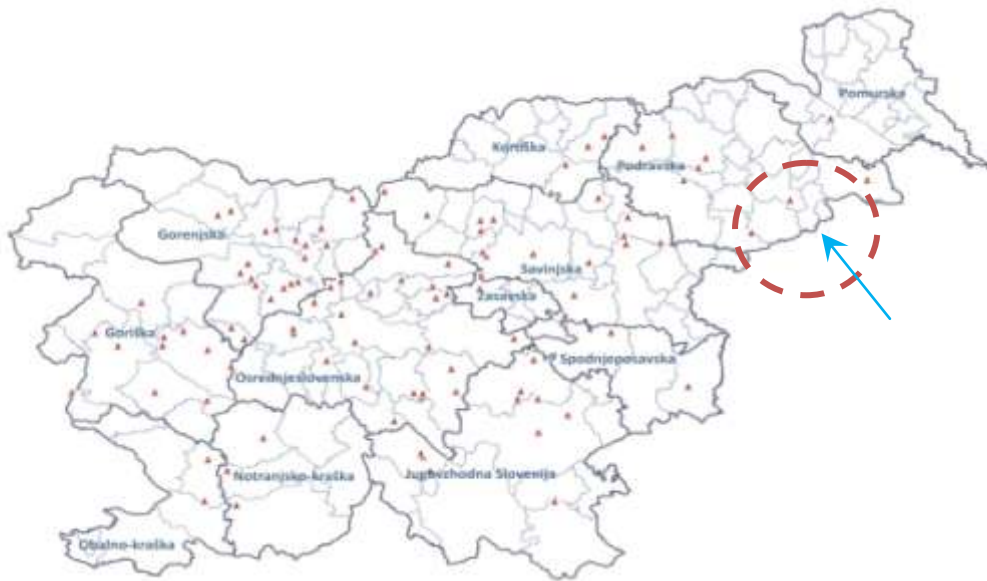 Pomurska
Koroška
Podravska
Gorenjska
Savinjska
Zasavska
Goriška
Spodnjeposavska
Osrednjeslovenska
Notranjsko-kraška
Jugovzhodna Slovenija
Obalno-kraška